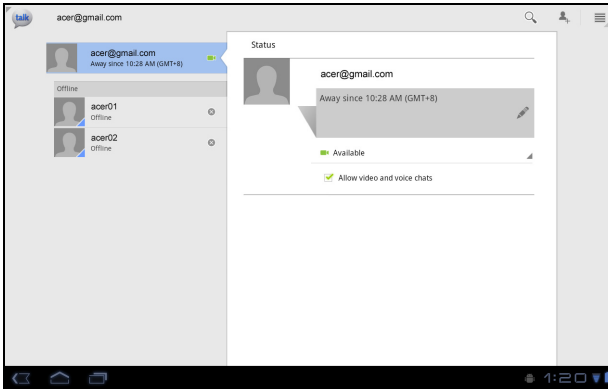 talk
acer@gmail.com
acer@gmail.com
Away since 10:28 AM (GMT+8)
Offline
acer01
Offline
acer02
Offline
Status
acer@gmail.com
Away since 10:28 AM (GMT+8)
Available
Allow video and voice chats
1:20